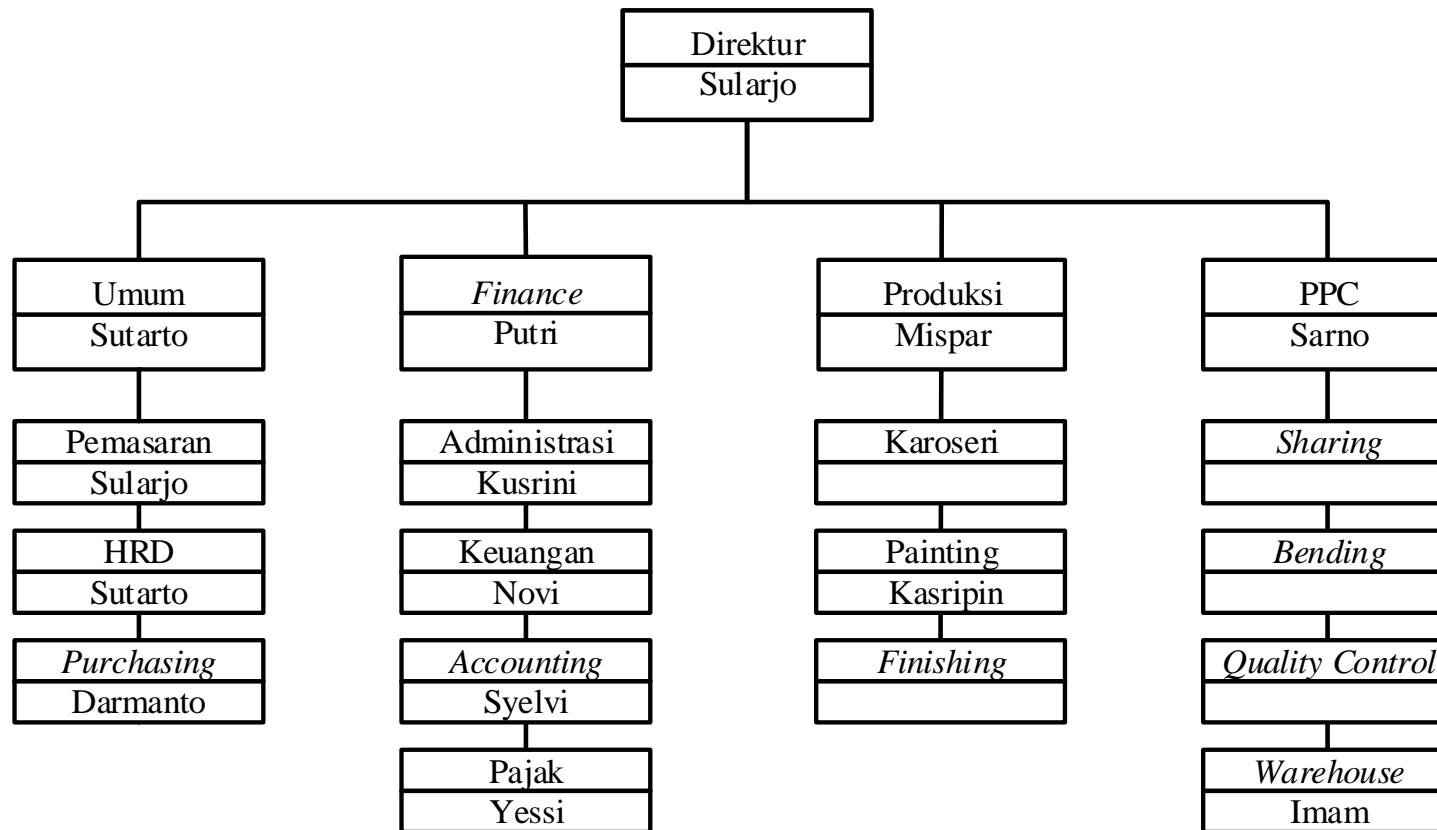 Direktur
Sularjo
Umum
Sutarto
Finance
Putri
Produksi
Mispar
PPC
Sarno
Pemasaran
Sularjo
Administrasi
Kusrini
Karoseri
Sharing
HRD
Sutarto
Keuangan
Novi
Painting
Kasripin
Bending
Purchasing
Darmanto
Accounting
Syelvi
Finishing
Quality Control
Pajak
Yessi
Warehouse
Imam